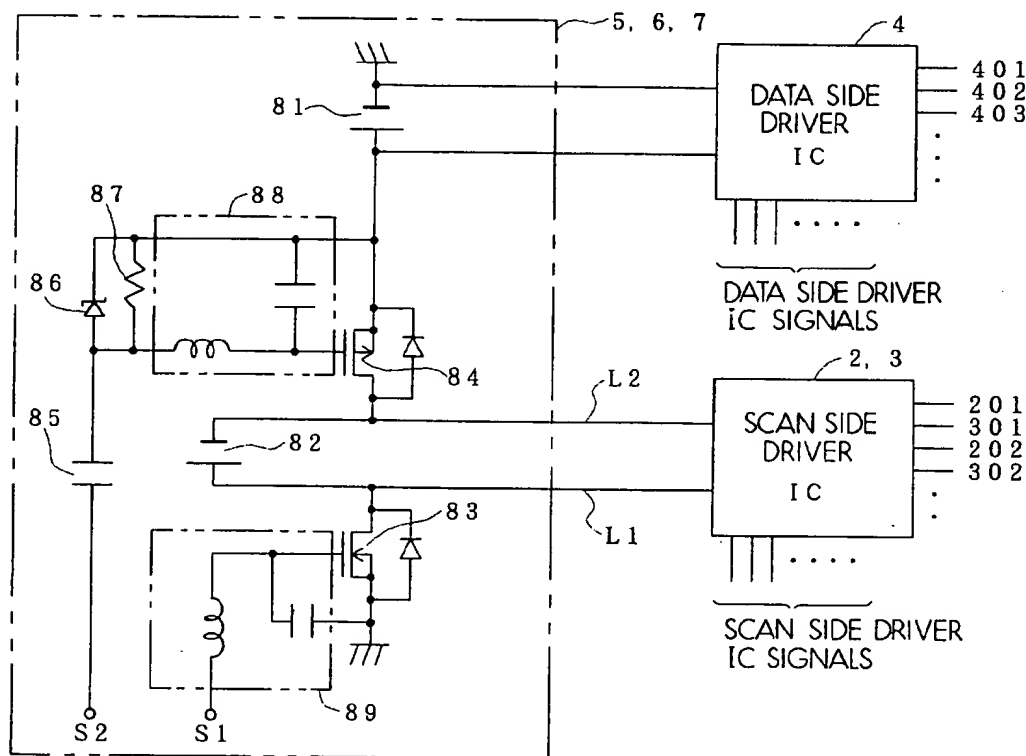 5, 6, 7
4
401
402
403
DATA SIDE
DRIVER
IC
81
88
87
86
DATA SIDE DRIVER
IC SIGNALS
84
2, 3
L2
85
82
SCAN SIDE
DRIVER
IC
201
301
202
302
83
L1
SCAN SIDE DRIVER
IC SIGNALS
89
S2
S1